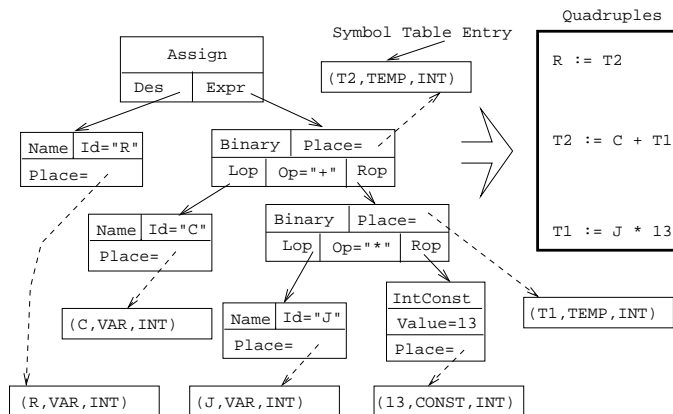 Quadruples
Symbol Table Entry
Assign
Des Expr
(T2,TEMP,INT)
R := T2
Name Id="R"
Place=
Binary Place=
Lop Op="+" Rop
T2 := C + T1
Name Id="C"
Place=
Binary Place=
Lop Op="*" Rop
T1 := J * 13
(C,VAR,INT)
Name Id="J"
Place=
IntConst
Value=13
Place=
(T1,TEMP,INT)
(R,VAR,INT)
(J,VAR,INT)
(13,CONST,INT)